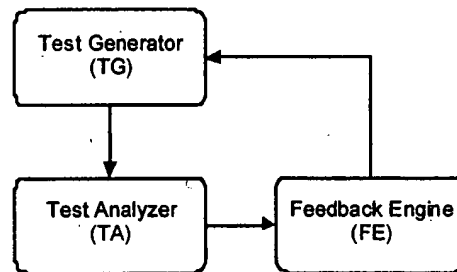 Test Generator
(TG)
Test Analyzer
(TA)
Feedback Engine
(FE)